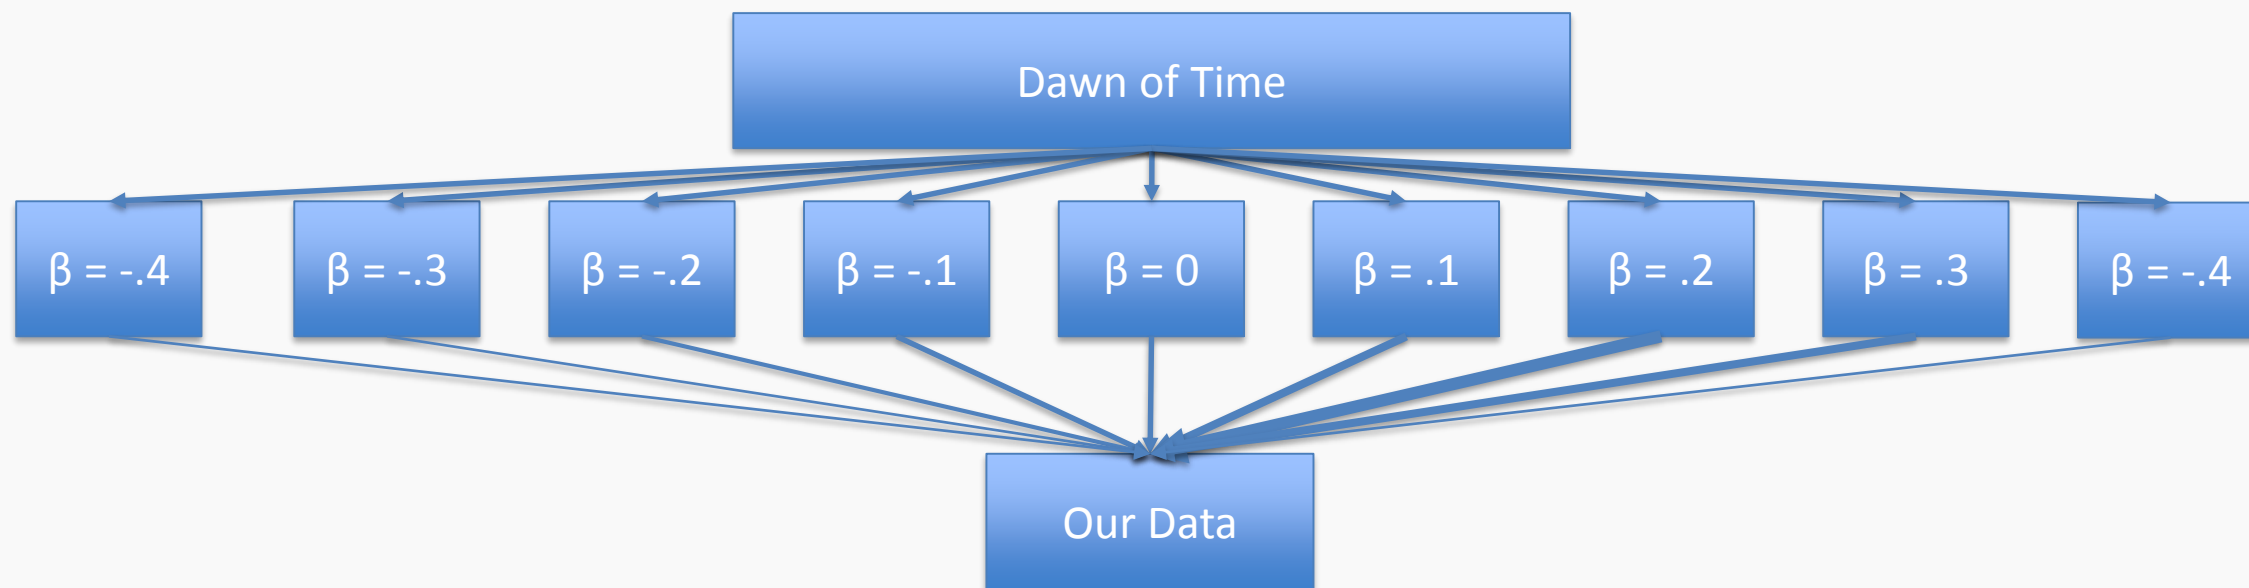 Dawn of Time
β = -.4
β = -.3
β = -.2
β = -.1
β = 0
β = .1
β = .2
β = .3
β = -.4
Our Data